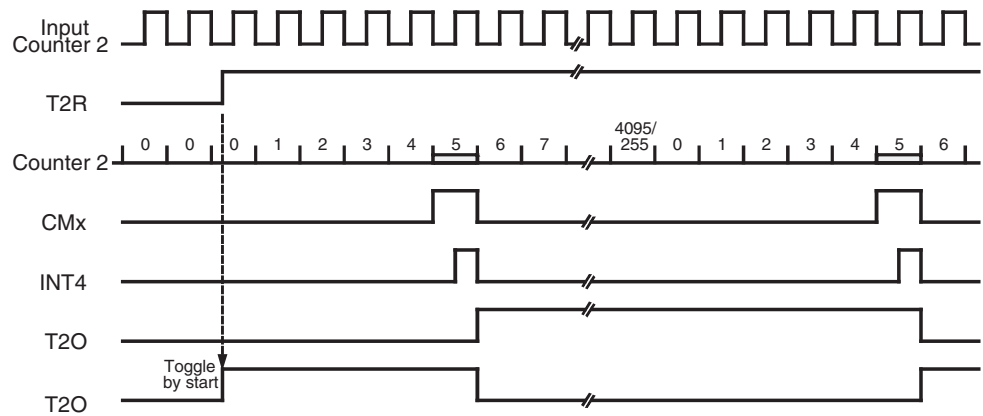 Input
Counter 2
T2R
4095/
Counter 2 0 0 0 1 2 3 4 5 6 7 255 0 1 2 3 4 5 6
CMx
INT4
T2O
Toggle
by start
T2O